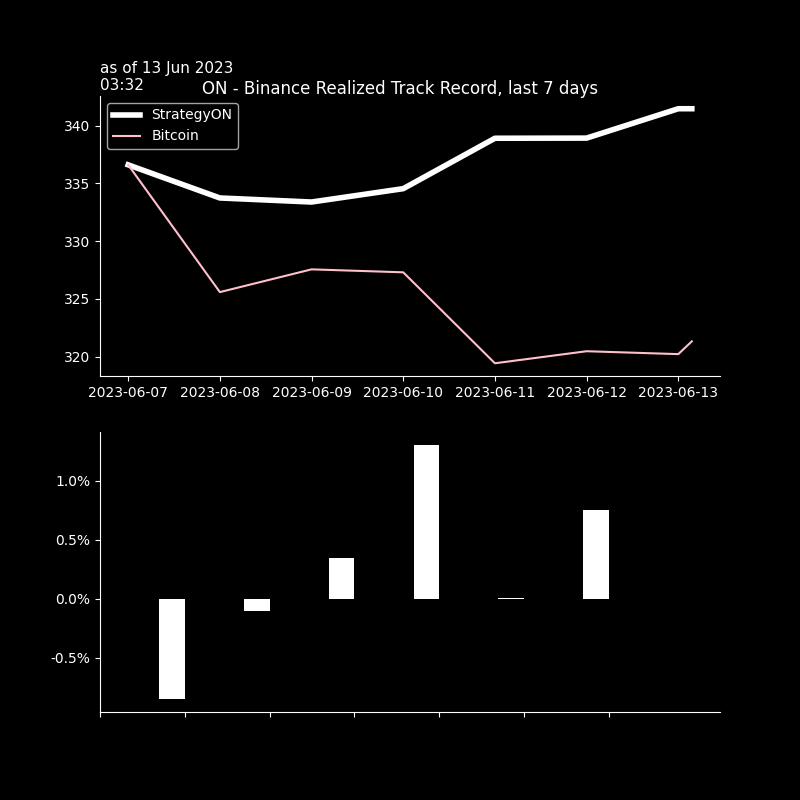 as of 13 Jun 2023
03:32
ON - Binance Realized Track Record, last 7 days
StrategyON
Bitcoin
340
335
330
325
320
2023-06-07 2023-06-08 2023-06-09 2023-06-10 2023-06-11 2023-06-12 2023-06-13
1.0%
0.5%
0.0%
-0.5%